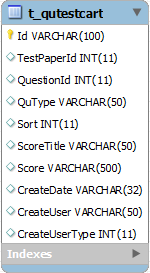 t_qutestcart
Id VARCHAR(100)
TestPaperId INT(11)
QuestionId INT(11)
QuType VARCHAR(50)
Sort INT(11)
ScoreTitle VARCHAR(50)
Score VARCHAR(500)
CreateDate VARCHAR(32)
CreateUser VARCHAR(50)
CreateUserType INT(11)
Indexes